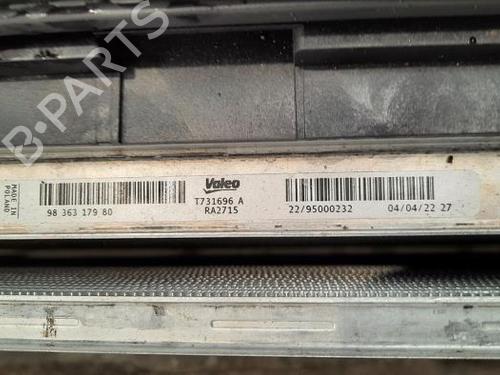 B-PARTS
MADE IN
POLAND
98 363 179 80
Valeo
T731696 A
RA2715
22/95000232
04/04/22 27